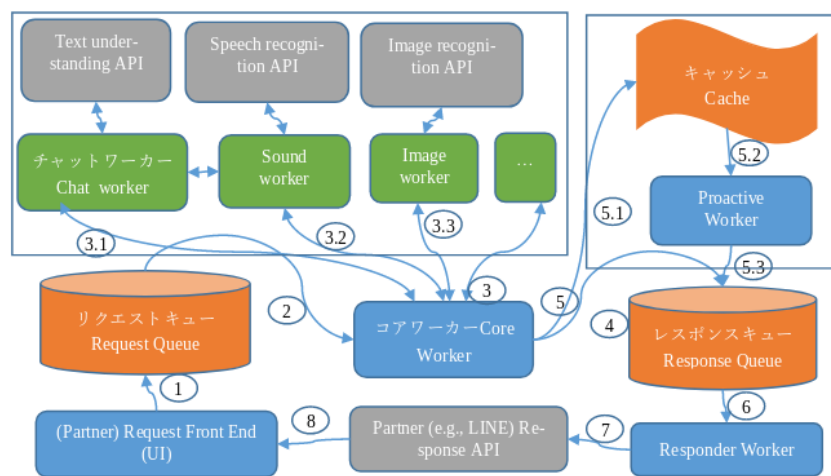 Text under-
standing API
Speech recogni-
tion API
Image recogni-
tion API
キャッシュ
Cache
チャットワーカー
Chat worker
Sound
worker
Image
worker
...
5.2
Proactive
Worker
3.1
3.2
3.3
5.1
5.3
リクエストキュー
Request Queue
2
3
5
コアワーカーCore
Worker
4
レスポンスキュー
Response Queue
1
6
(Partner) Request Front End
(UI)
8
Partner (e.g., LINE) Re-
sponse API
7
Responder Worker